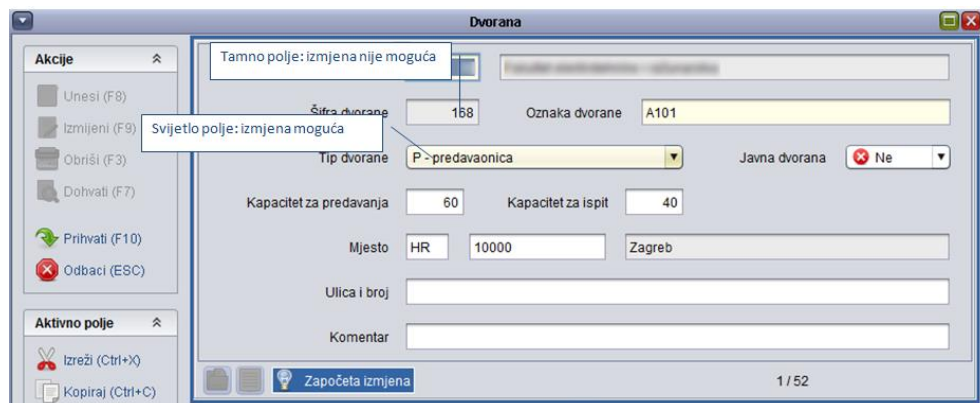 Dvorana
Akcije
Unesi (F8)
Izmijeni (F9)
Obriši (F3)
Dohvati (F7)
Prihvati (F10)
Odbaci (ESC)
Aktivno polje
Izreži (Ctrl+X)
Kopiraj (Ctrl+C)
Tamno polje: izmjena nije moguća
Šifra dvorane 168 Oznaka dvorane A101
Svijetlo polje: izmjena moguća
Tip dvorane P - predavaonica Javna dvorana Ne
Kapacitet za predavanja 60 Kapacitet za ispit 40
Mjesto HR 10000 Zagreb
Ulica i broj
Komentar
Započeta izmjena 1 / 52